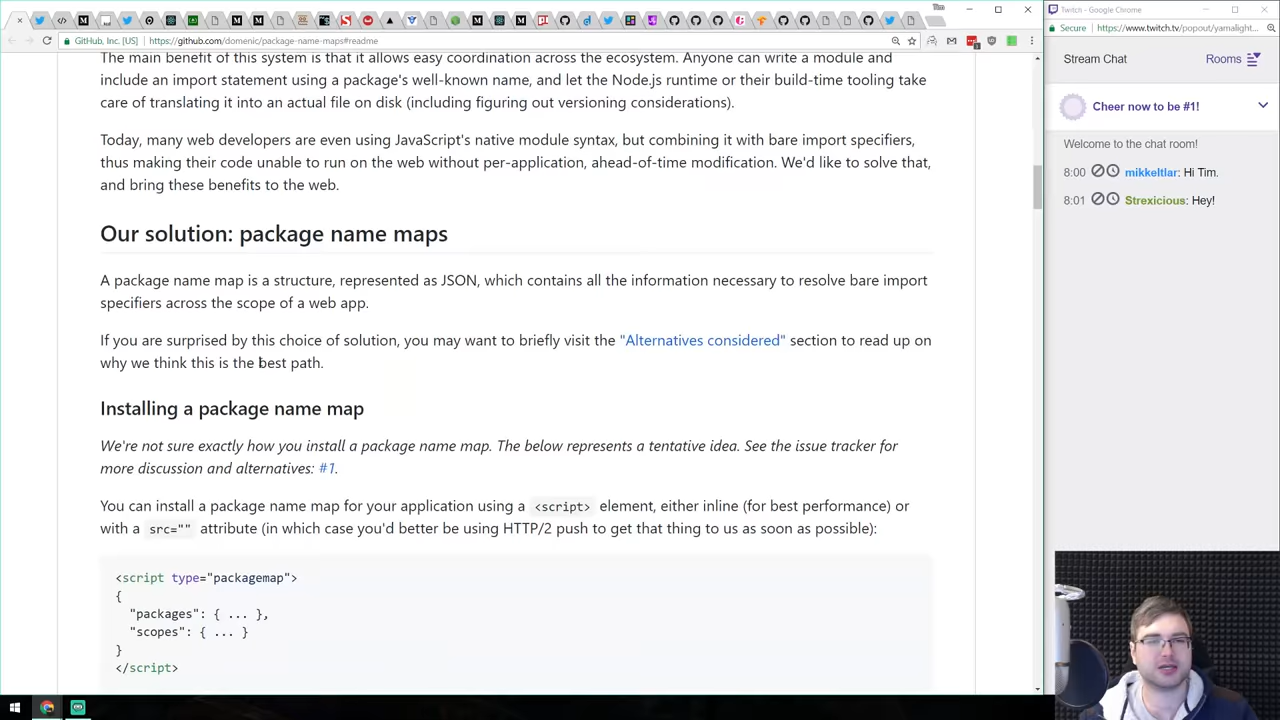 Tim
GitHub, Inc. [US]
https://github.com/domenic/package-name-maps#readme
The main benefit of this system is that it allows easy coordination across the ecosystem. Anyone can write a module and
include an import statement using a package's well-known name, and let the Node.js runtime or their build-time tooling take
care of translating it into an actual file on disk (including figuring out versioning considerations).
Today, many web developers are even using JavaScript's native module syntax, but combining it with bare import specifiers,
thus making their code unable to run on the web without per-application, ahead-of-time modification. We'd like to solve that,
and bring these benefits to the web.
Our solution: package name maps
A package name map is a structure, represented as JSON, which contains all the information necessary to resolve bare import
specifiers across the scope of a web app.
If you are surprised by this choice of solution, you may want to briefly visit the "Alternatives considered" section to read up on
why we think this is the best path.
Installing a package name map
We're not sure exactly how you install a package name map. The below represents a tentative idea. See the issue tracker for
more discussion and alternatives: #1.
You can install a package name map for your application using a <script> element, either inline (for best performance) or
with a src="" attribute (in which case you'd better be using HTTP/2 push to get that thing to us as soon as possible):
<script type="packagemap">
{
"packages": { ... },
"scopes": { ... }
}
</script>
Twitch - Google Chrome
Secure
https://www.twitch.tv/popout/yamalight...
Stream Chat
Rooms
Cheer now to be #1!
Welcome to the chat room!
8:00 mikkeltlar: Hi Tim.
8:01 Strexicious: Hey!